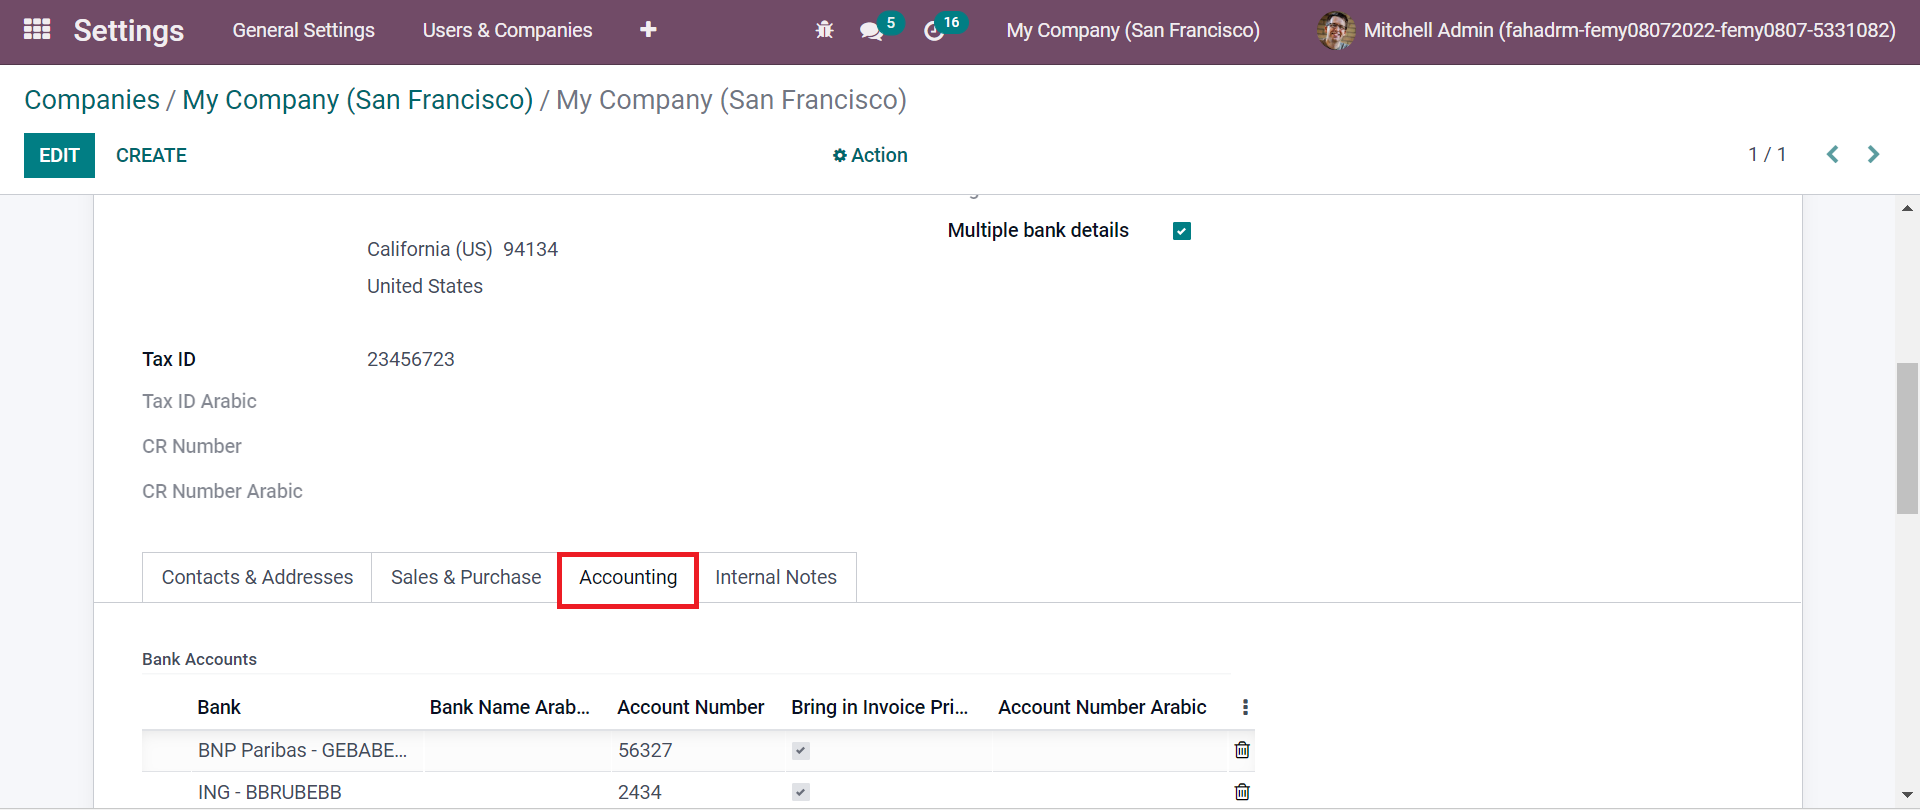 Settings General Settings Users & Companies 5 16 My Company (San Francisco) Mitchell Admin (fahadrm-femy08072022-femy0807-5331082)
Companies / My Company (San Francisco) / My Company (San Francisco)
EDIT CREATE Action 1 / 1
Multiple bank details
California (US) 94134
United States
Tax ID 23456723
Tax ID Arabic
CR Number
CR Number Arabic
Contacts & Addresses Sales & Purchase Accounting Internal Notes
Bank Accounts
Bank Bank Name Arab... Account Number Bring in Invoice Pri... Account Number Arabic
BNP Paribas - GEBABE... 56327
ING - BBRUBEBB 2434